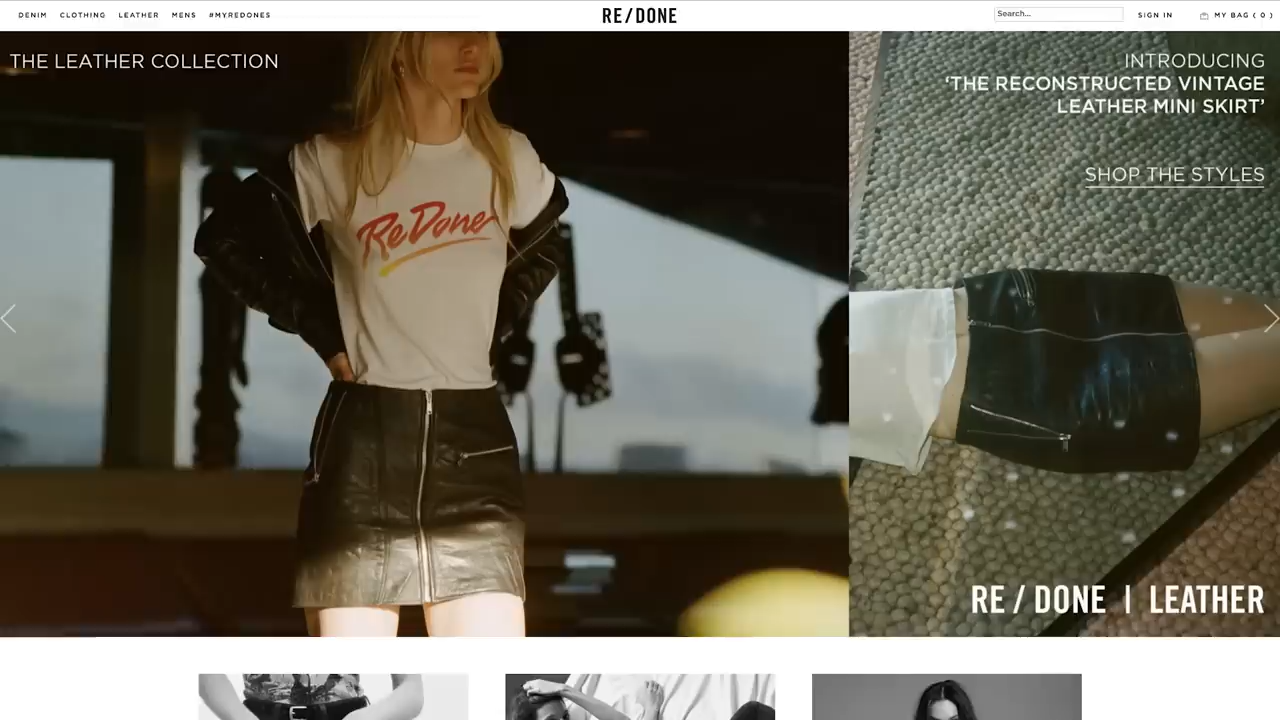 DENIM CLOTHING LEATHER MENS #MYREDONES
RE/DONE
Search...
SIGN IN
MY BAG ( 0 )
THE LEATHER COLLECTION
ReDone
INTRODUCING
‘THE RECONSTRUCTED VINTAGE
LEATHER MINI SKIRT’
SHOP THE STYLES
RE / DONE | LEATHER